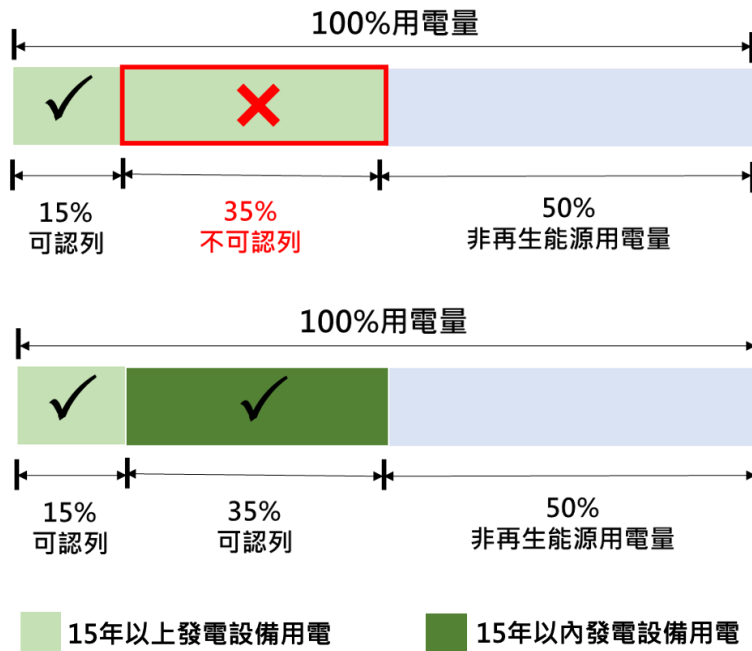 100%用電量
15%
可認列
35%
不可認列
50%
非再生能源用電量
100%用電量
15%
可認列
35%
可認列
50%
非再生能源用電量
15年以上發電設備用電
15年以內發電設備用電